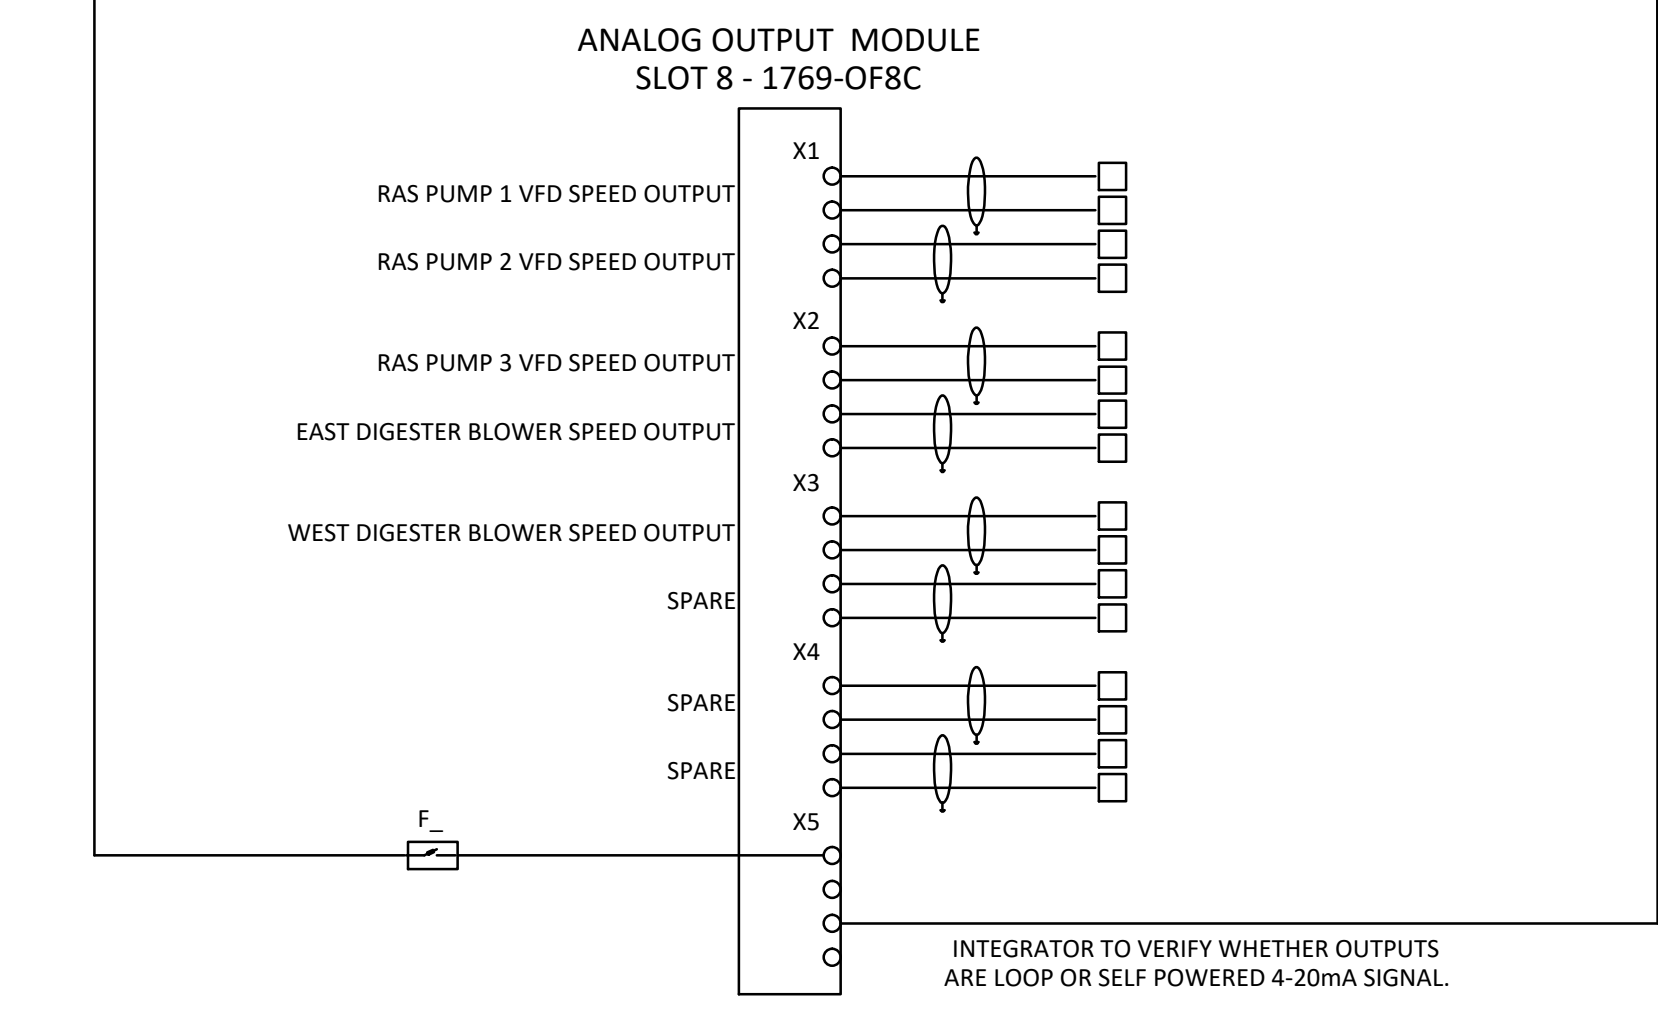 ANALOG OUTPUT  MODULE
SLOT 8 - 1769-OF8C
X1
RAS PUMP 1 VFD SPEED OUTPUT
RAS PUMP 2 VFD SPEED OUTPUT
X2
RAS PUMP 3 VFD SPEED OUTPUT
EAST DIGESTER BLOWER SPEED OUTPUT
X3
WEST DIGESTER BLOWER SPEED OUTPUT
SPARE
X4
SPARE
SPARE
F_
X5
INTEGRATOR TO VERIFY WHETHER OUTPUTS
ARE LOOP OR SELF POWERED 4-20mA SIGNAL.